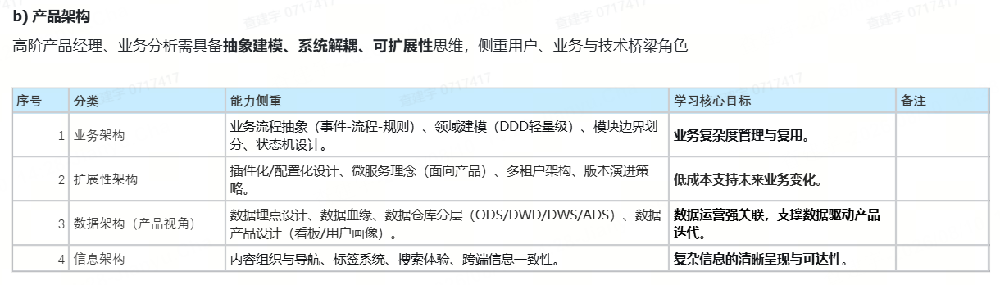 b) 产品架构
高阶产品经理、业务分析需具备抽象建模、系统解耦、可扩展性思维，侧重用户、业务与技术桥梁角色
序号 分类 能力侧重 学习核心目标 备注
1 业务架构 业务流程抽象（事件-流程-规则）、领域建模（DDD轻量级）、模块边界划 业务复杂度管理与复用。
分、状态机设计。
2 扩展性架构 插件化/配置化设计、微服务理念（面向产品）、多租户架构、版本演进策 低成本支持未来业务变化。
略。
3 数据架构（产品视角） 数据埋点设计、数据血缘、数据仓库分层（ODS/DWD/DWS/ADS）、数据 数据运营强关联，支撑数据驱动产品
产品设计（看板/用户画像）。 迭代。
4 信息架构 内容组织与导航、标签系统、搜索体验、跨端信息一致性。 复杂信息的清晰呈现与可达性。
查建宇 0717417